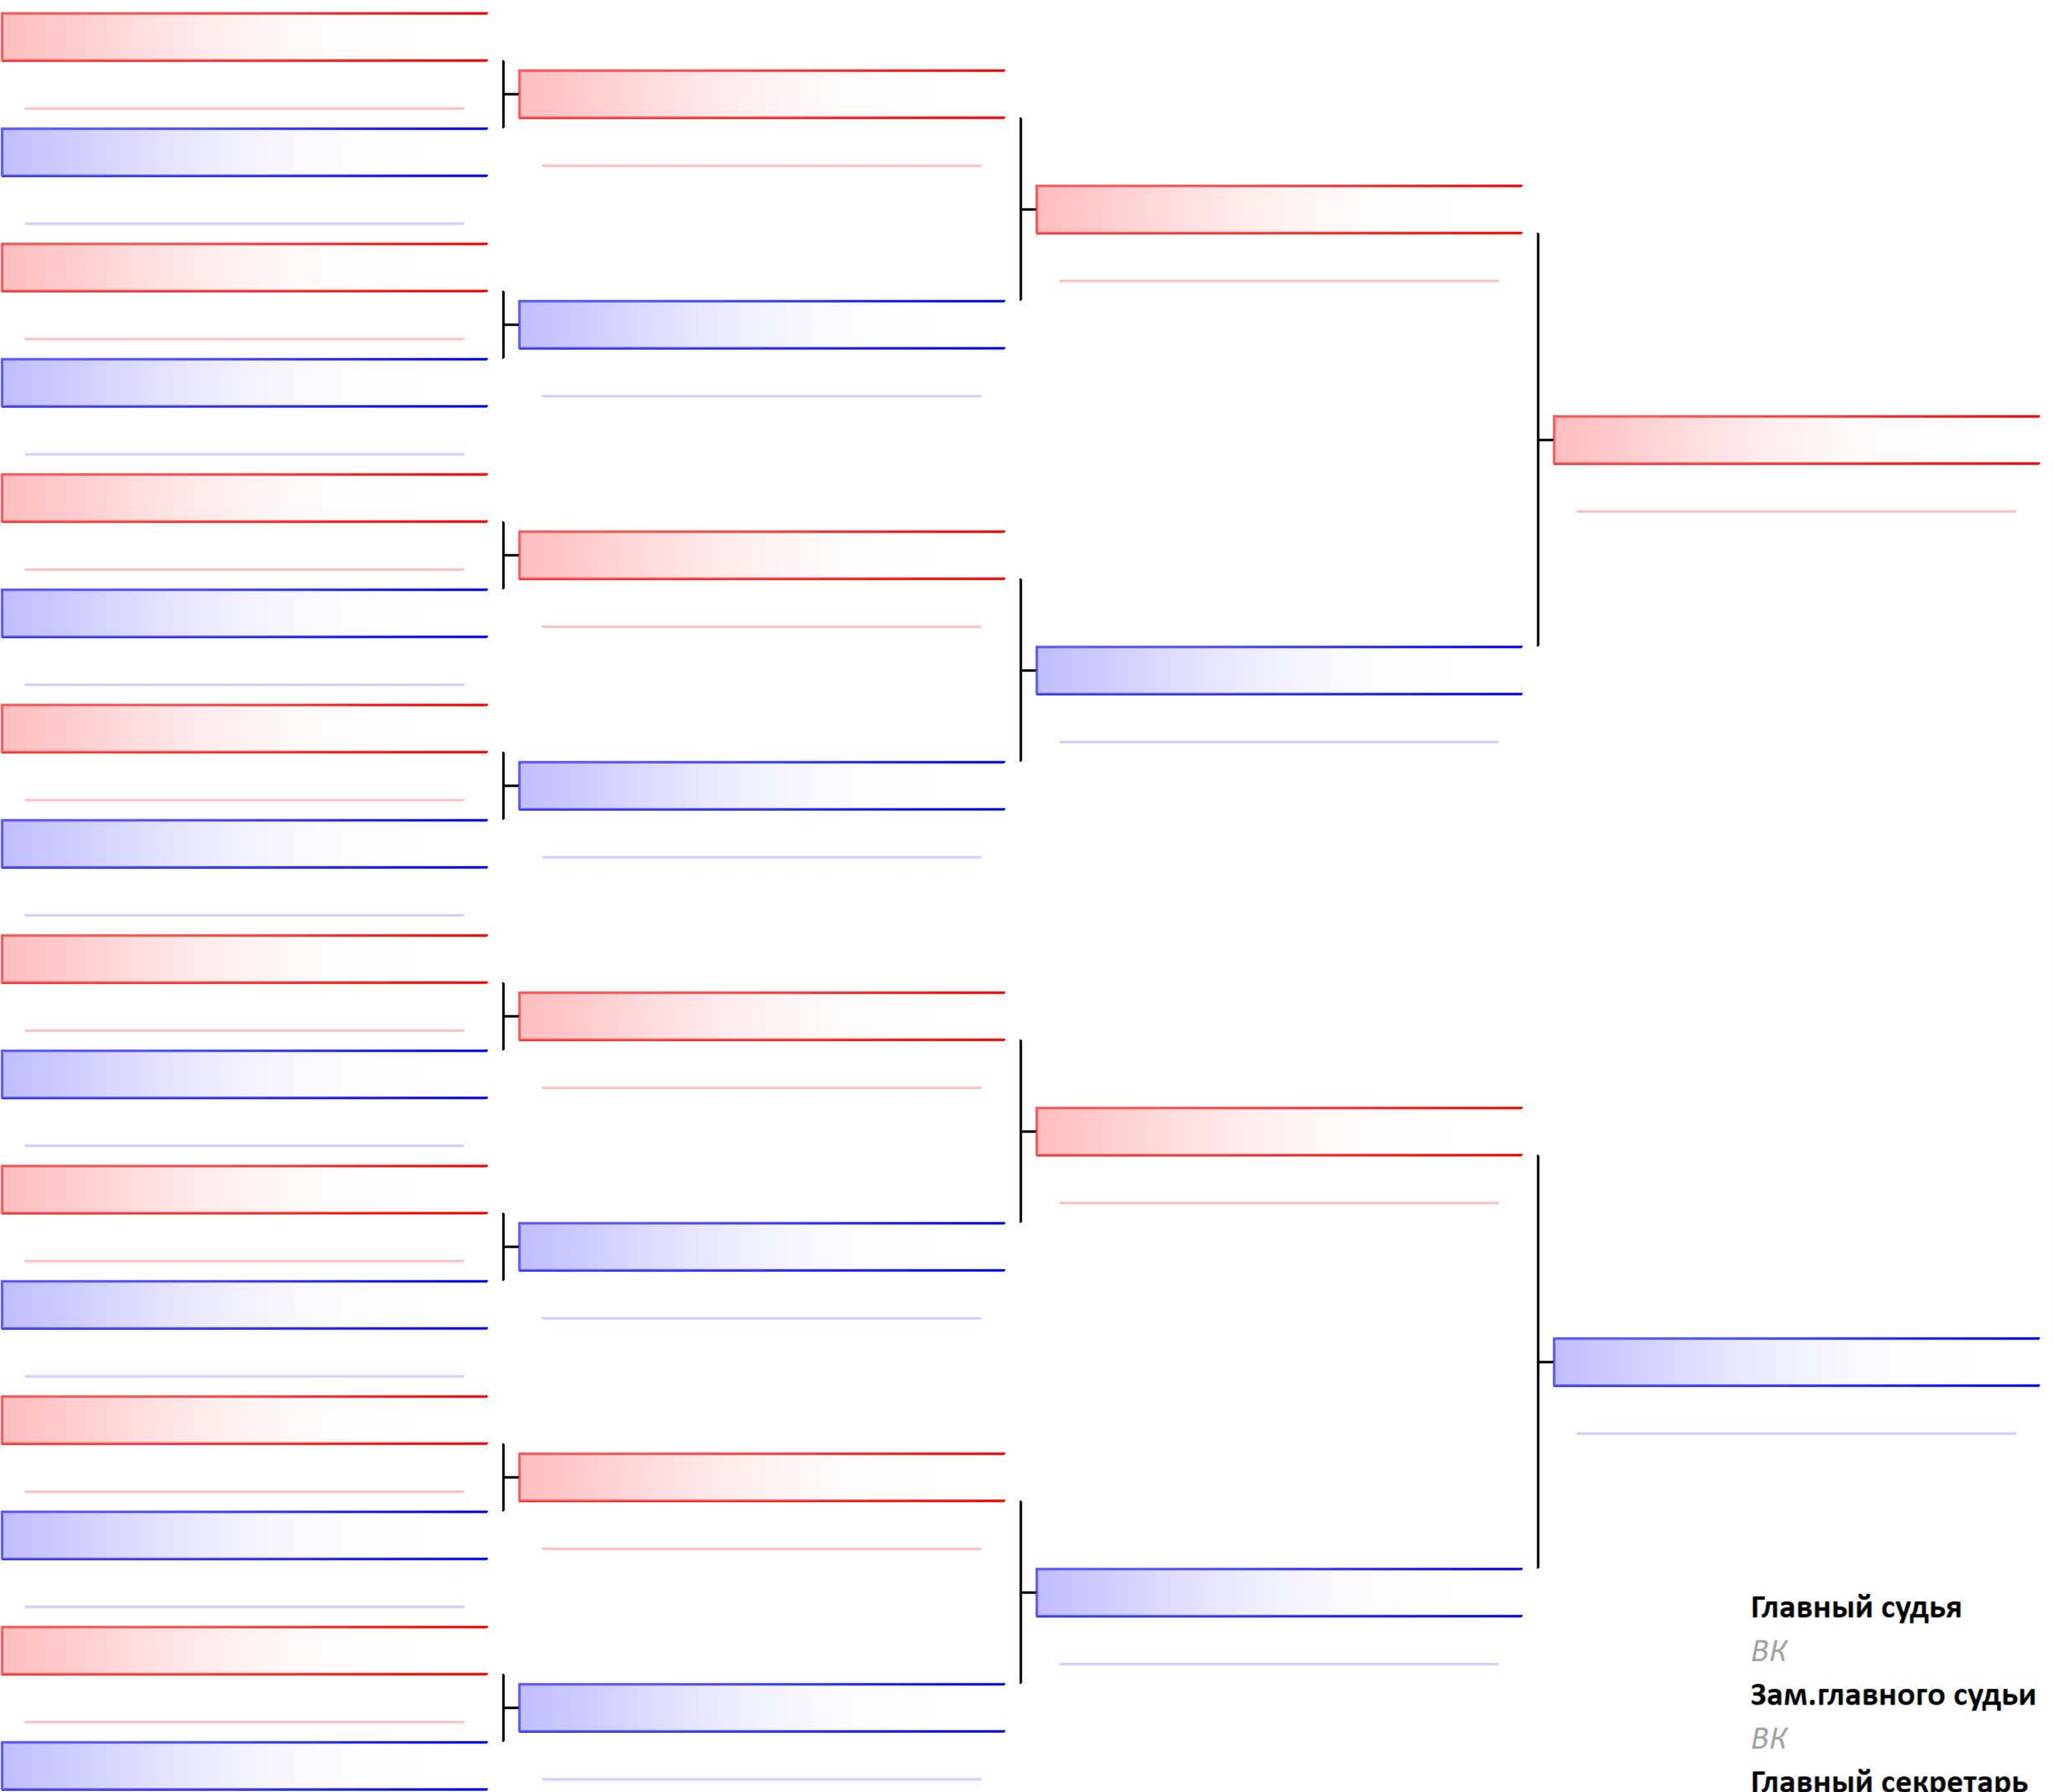 Главный судья
ВК
Зам.главного судьи
ВК
Главный секретарь